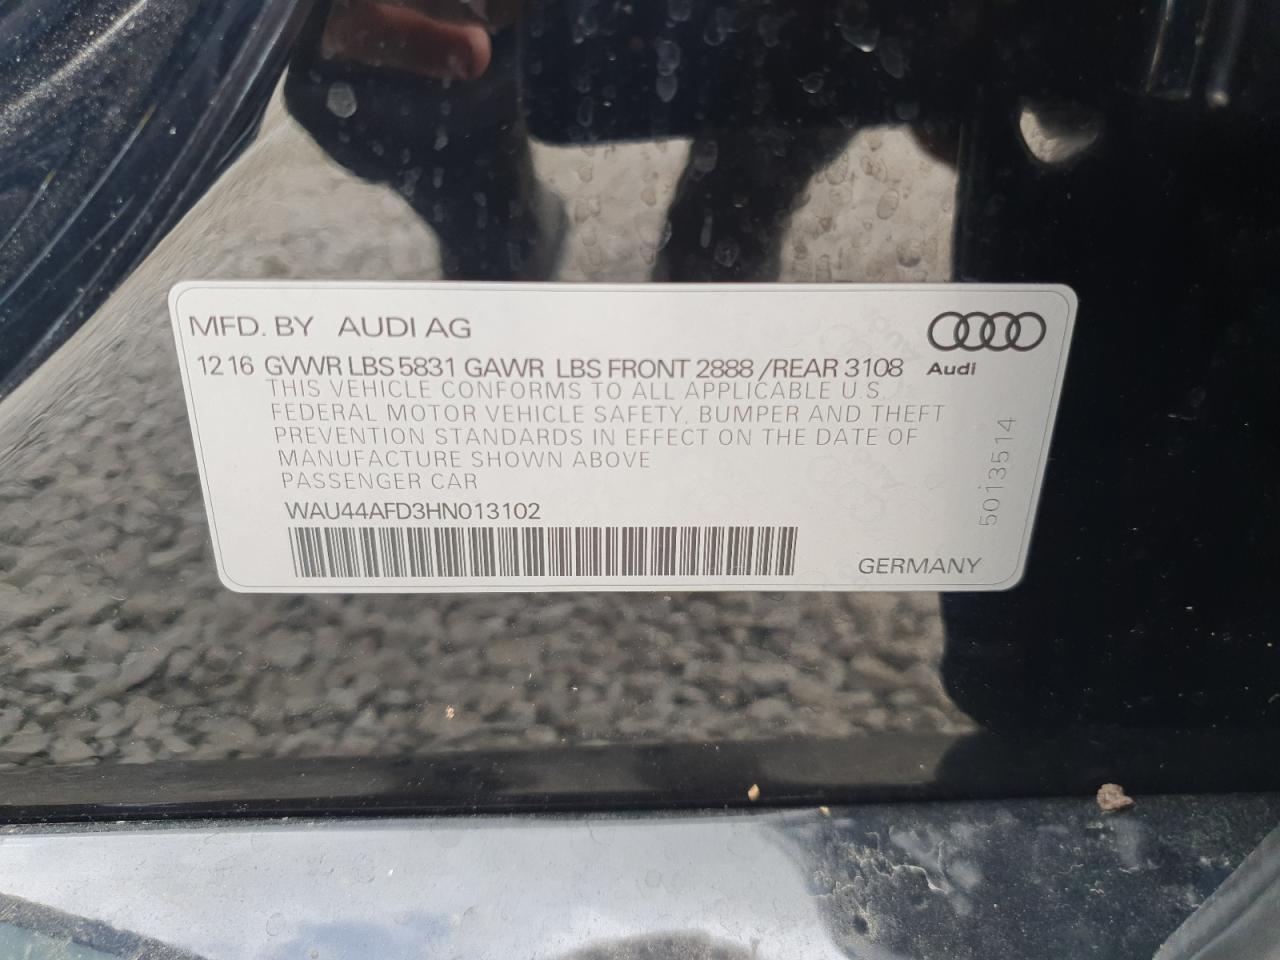 MFD. BY AUDI AG
12 16 GVWR LBS 5831 GAWR LBS FRONT 2888 /REAR 3108
Audi
THIS VEHICLE CONFORMS TO ALL APPLICABLE U.S.
FEDERAL MOTOR VEHICLE SAFETY, BUMPER AND THEFT
PREVENTION STANDARDS IN EFFECT ON THE DATE OF
MANUFACTURE SHOWN ABOVE
PASSENGER CAR
WAU44AFD3HN013102
5013514
GERMANY